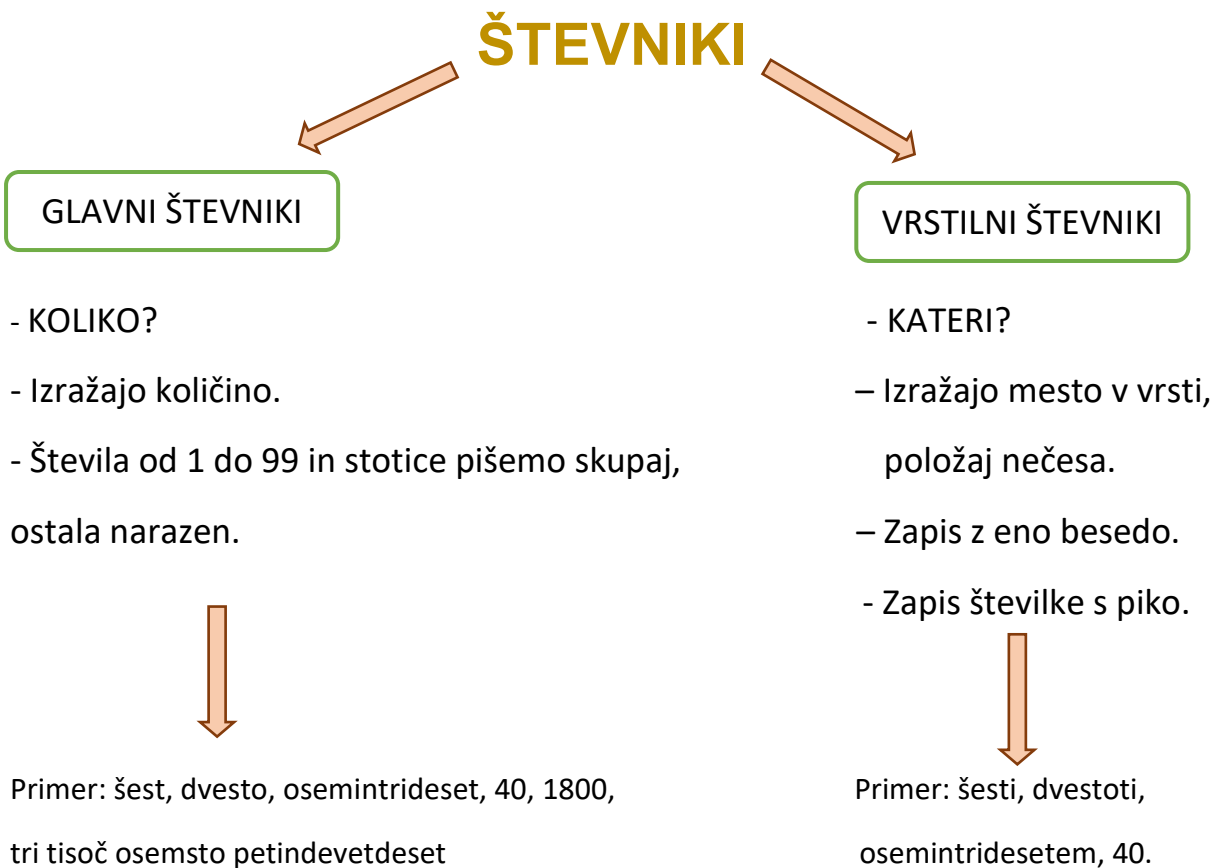 ŠTEVNIKI
GLAVNI ŠTEVNIKI
- KOLIKO?
- Izražajo količino.
- Števila od 1 do 99 in stotice pišemo skupaj,
ostala narazen.
Primer: šest, dvesto, osemintrideset, 40, 1800,
tri tisoč osemsto petindevetdeset
VRSTILNI ŠTEVNIKI
- KATERI?
– Izražajo mesto v vrsti,
položaj nečesa.
– Zapis z eno besedo.
- Zapis številke s piko.
Primer: šesti, dvestoti,
osemintridesetem, 40.